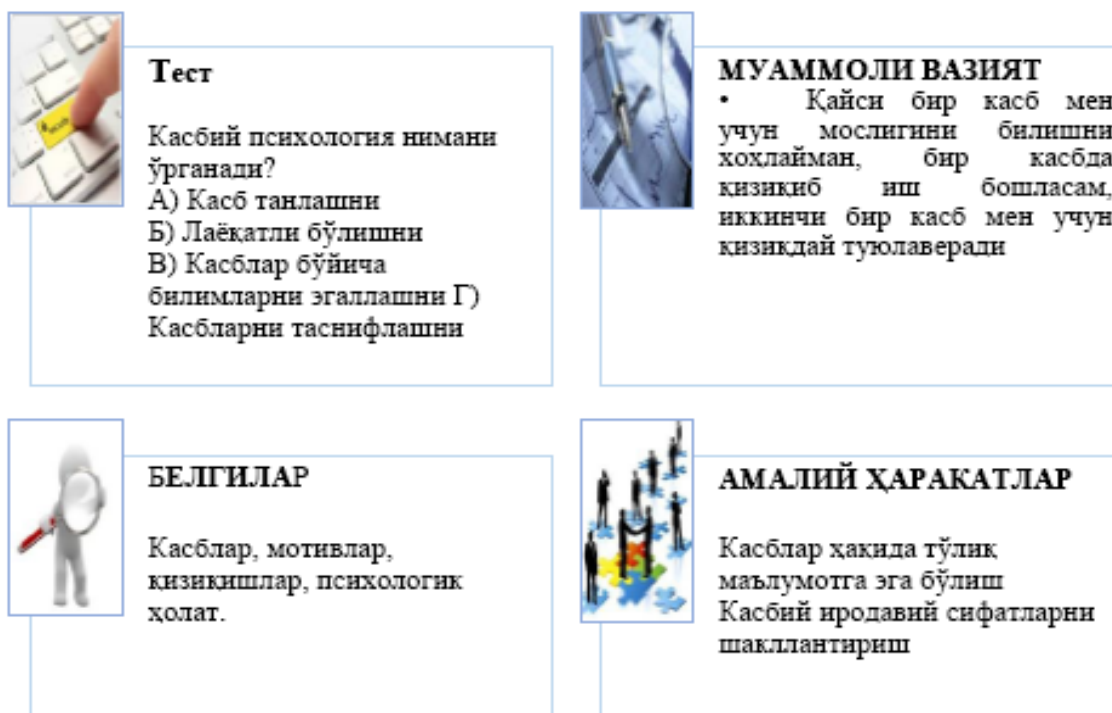 Тест
Касбий психология нимани
ўрганади?
А) Касб танлашни
Б) Лаёқатли бўлишни
В) Касблар бўйича
билимларни эгаллашни Г)
Касбларни таснифлашни
МУАММОЛИ ВАЗИЯТ
• Қайси бир касб мен
учун мослигини билишни
хоҳлайман, бир касбда
қизиқиб иш бошласам,
иккинчи бир касб мен учун
қизиқдай туюлаверади
БЕЛГИЛАР
Касблар, мотивлар,
қизиқишлар, психологик
ҳолат.
АМАЛИЙ ҲАРАКАТЛАР
Касблар ҳақида тўлиқ
маълумотга эга бўлиш
Касбий иродавий сифатларни
шакллантириш